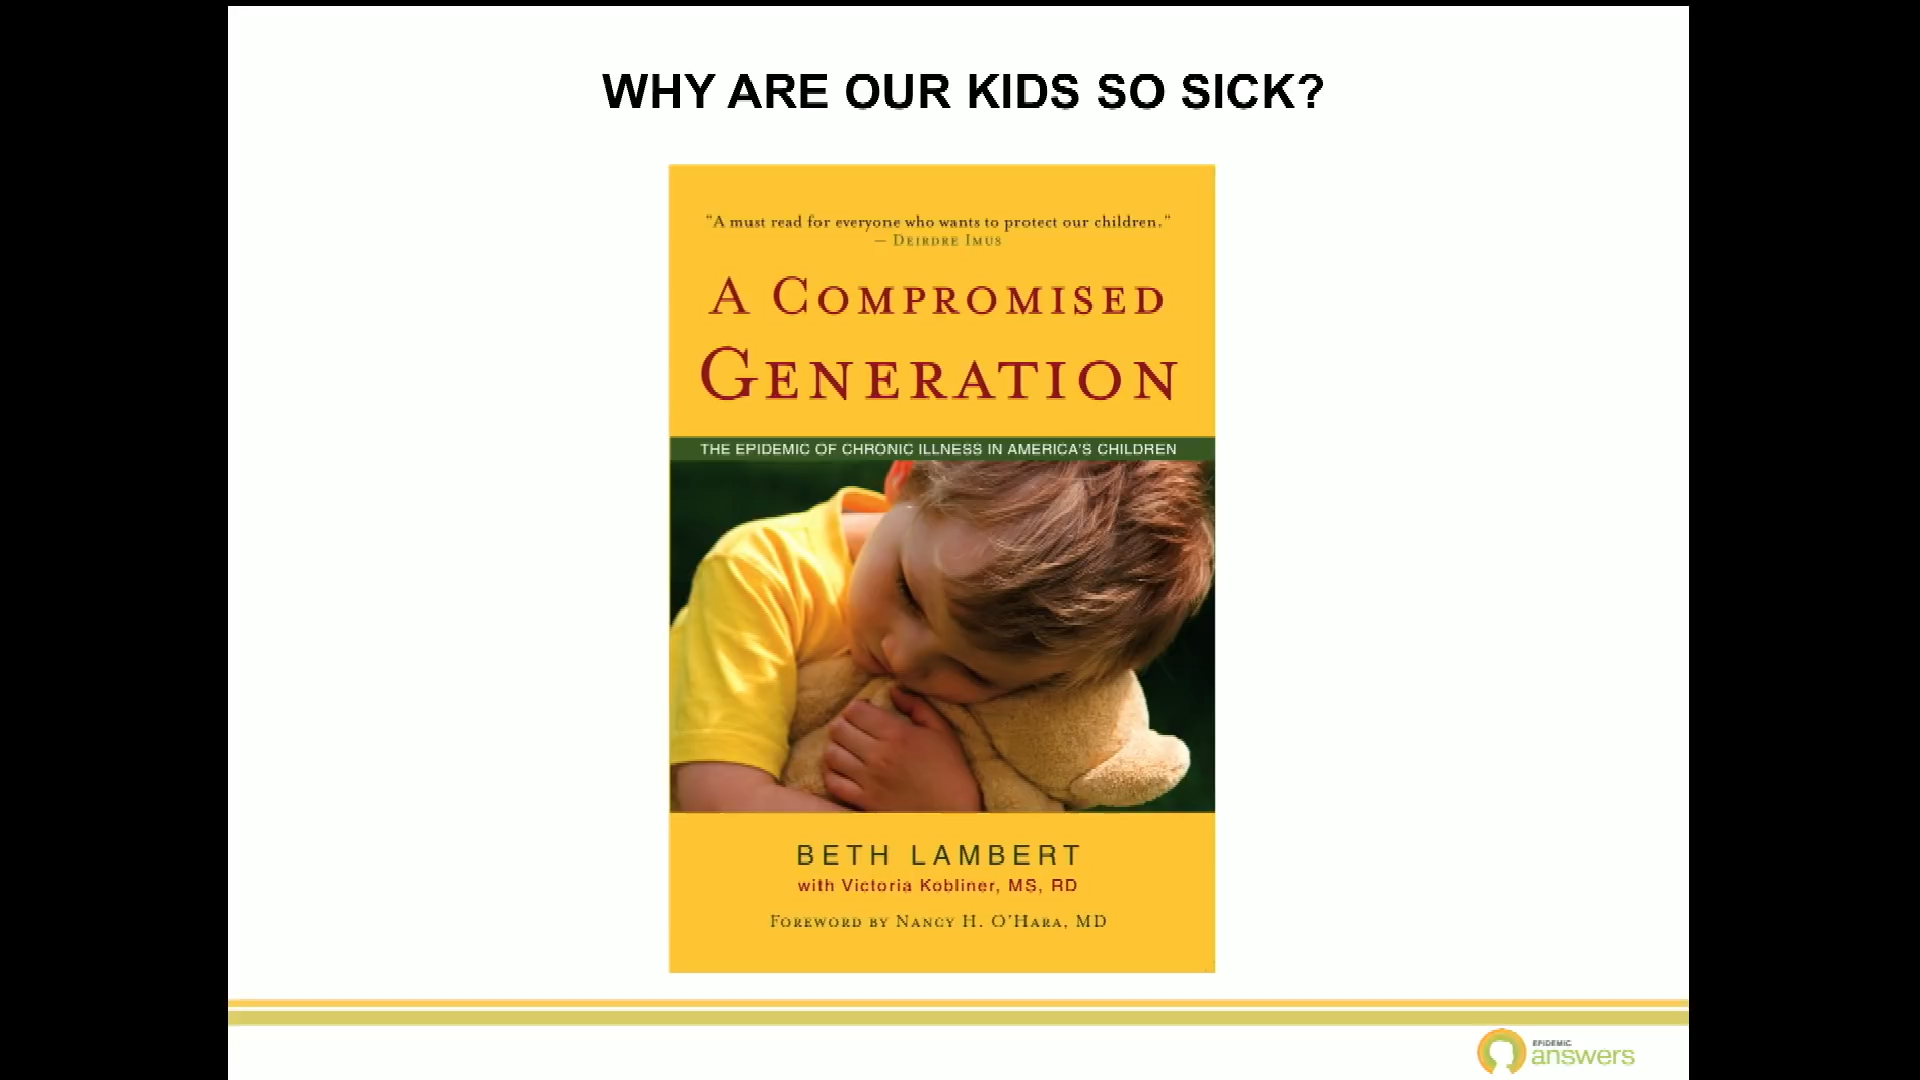 WHY ARE OUR KIDS SO SICK?
"A must read for everyone who wants to protect our children."
— DEIRDRE IMUS
A COMPROMISED
GENERATION
THE EPIDEMIC OF CHRONIC ILLNESS IN AMERICA'S CHILDREN
BETH LAMBERT
with Victoria Kobliner, MS, RD
FOREWORD BY NANCY H. O'HARA, MD
EPIDEMIC
answers